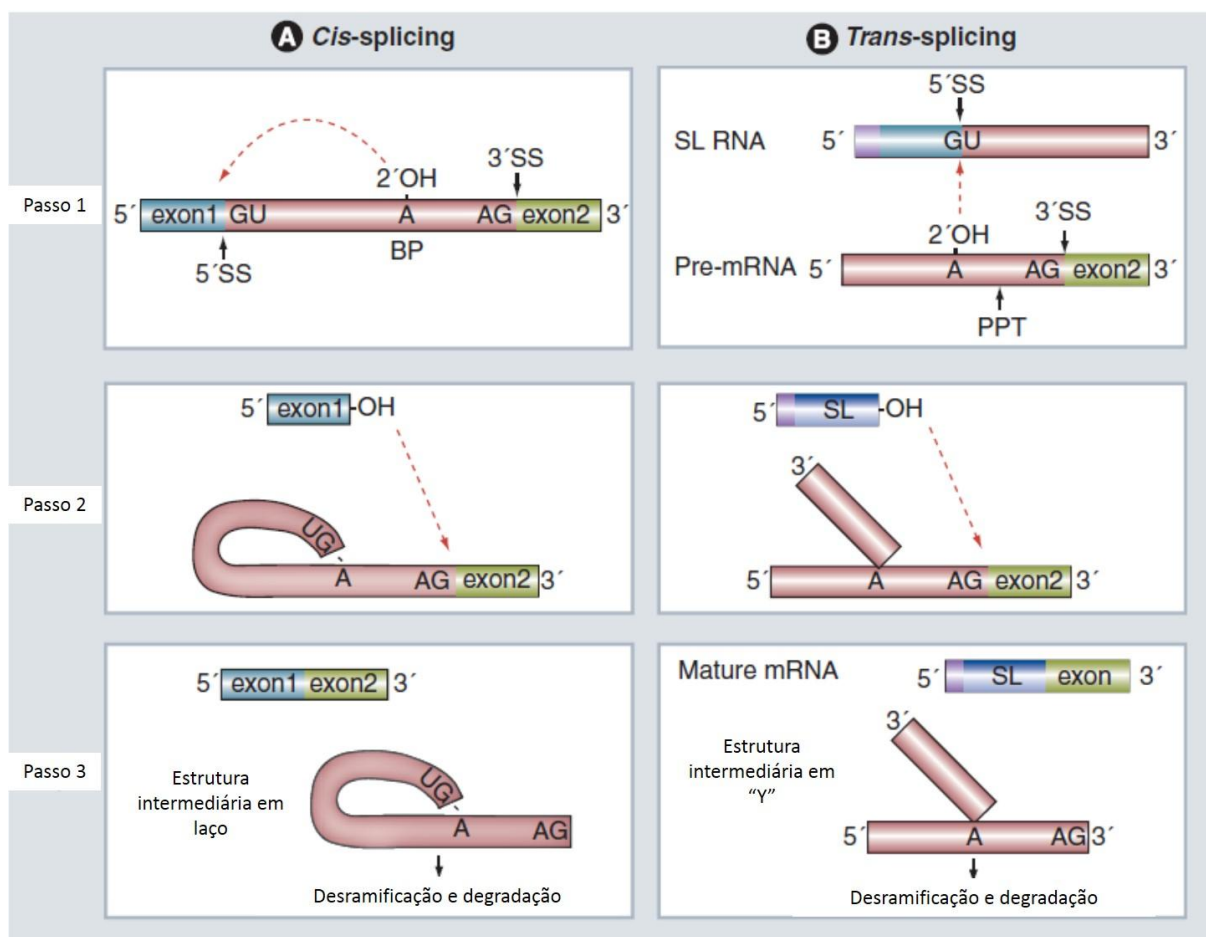 A Cis-splicing
B Trans-splicing
Passo 1
5´ exon1 GU 2´OH A BP AG 3´SS exon2 3´
5´SS
5´SS
SL RNA 5´ GU 3´
2´OH 3´SS
Pre-mRNA 5´ A AG exon2 3´
PPT
Passo 2
5´ exon1 -OH
UG
A AG exon2 3´
5´ SL -OH
3´
5´ A AG exon2 3´
Passo 3
5´ exon1 exon2 3´
Estrutura
intermediária em
laço
UG
A AG
Desramificação e degradação
Mature mRNA 5´ SL exon 3´
3´
Estrutura
intermediária em
“Y”
5´ A AG 3´
Desramificação e degradação